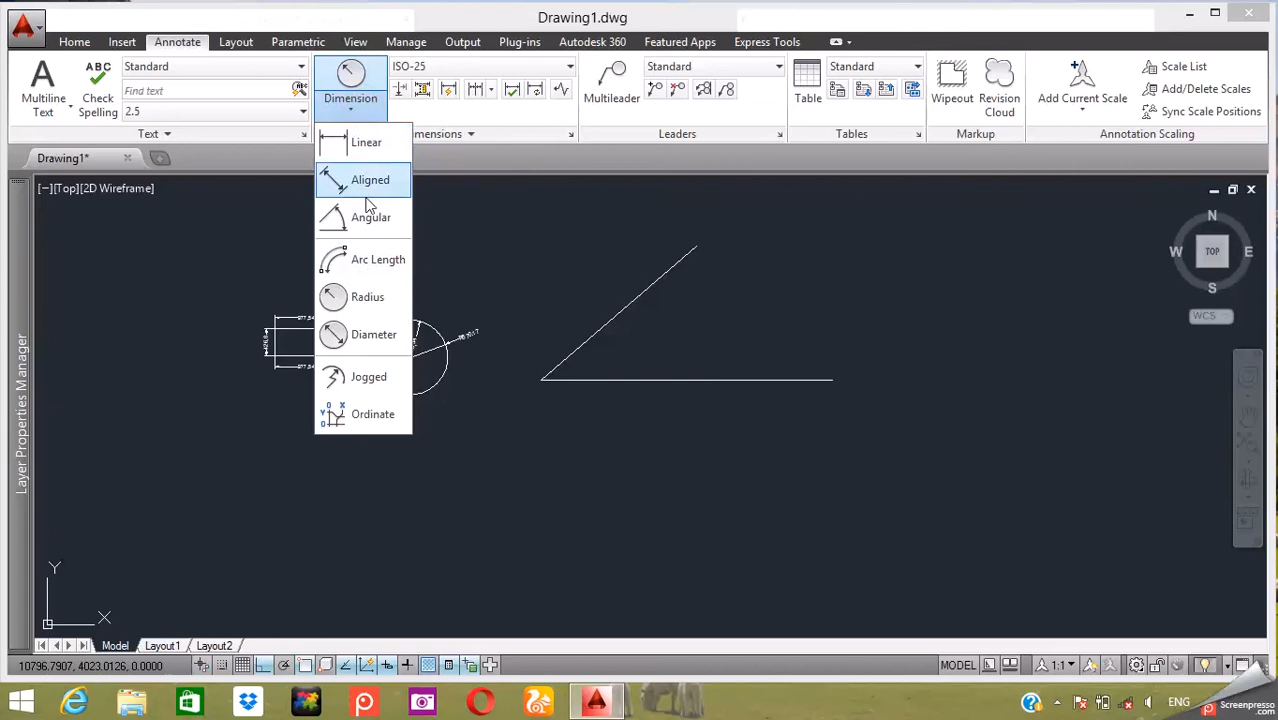 Drawing1.dwg
Home Insert Annotate Layout Parametric View Manage Output Plug-ins Autodesk 360 Featured Apps Express Tools
A Multiline Text
ABC Check Spelling
Standard
Find text
2.5
Text
Dimension
ISO-25
Dimensions
Multileader
Standard
Leaders
Table
Standard
Tables
Wipeout
Revision Cloud
Markup
Add Current Scale
Scale List
Add/Delete Scales
Sync Scale Positions
Annotation Scaling
Drawing1*
Linear
Aligned
Angular
Arc Length
Radius
Diameter
Jogged
Ordinate
[−][Top][2D Wireframe]
N
W TOP E
S
WCS
Layer Properties Manager
Y
X
Model Layout1 Layout2
10796.7907, 4023.0126, 0.0000
MODEL
1:1
ENG
Screenpresso
.com